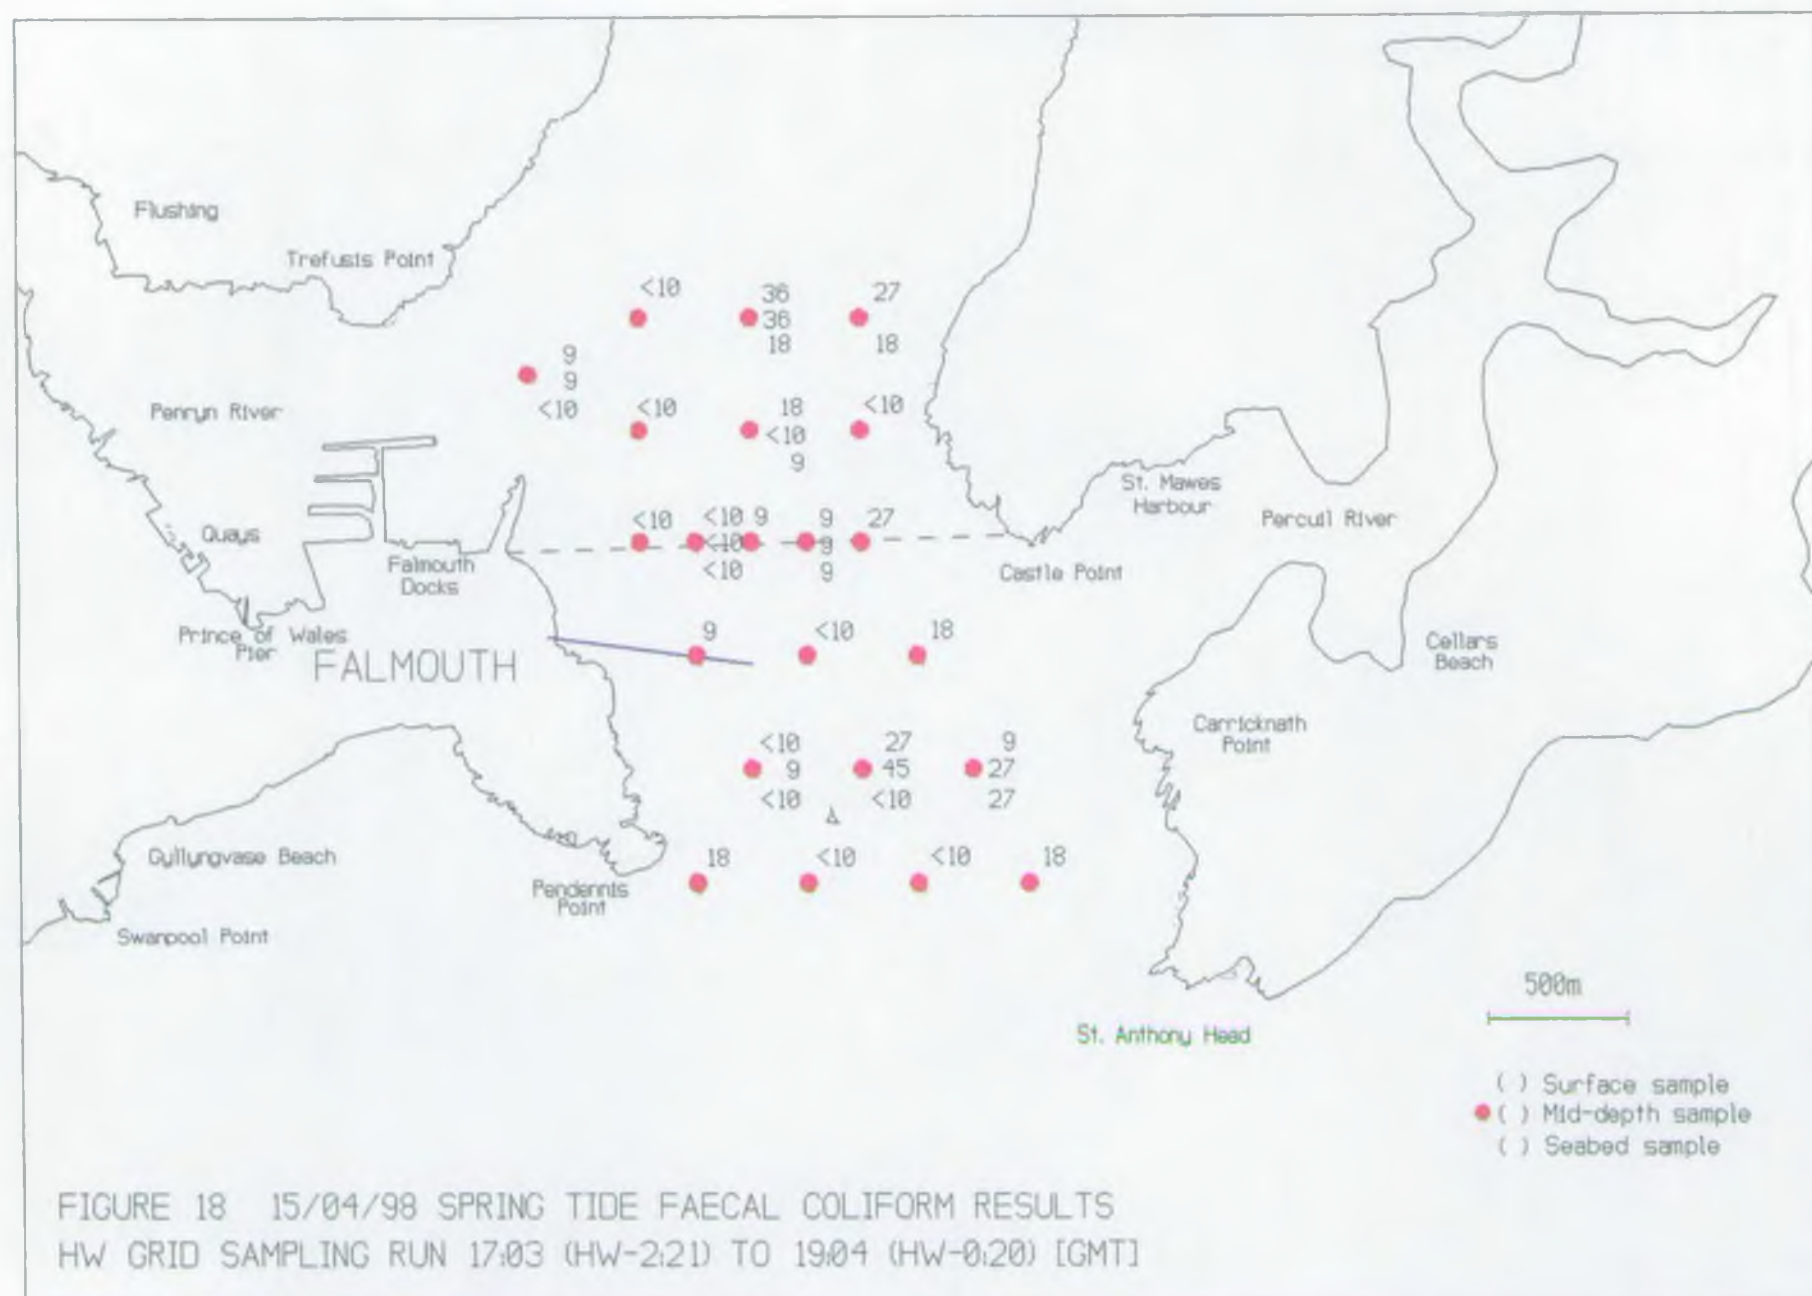 Flushing
Trefusis Point
<10 36 27
36
18 18
9
9
<10 <10 18 <10
<10
9
Penryn River
St. Mawes
Harbour
Percuil River
Quays
<10 <10 9 9 27
<10 9
<10 9
Falmouth
Docks
Castle Point
Prince of Wales
Pier
FALMOUTH
9 <10 18
Cellars
Beach
Carricknath
Point
<10 27 9
9 45 27
<10 <10 27
Gyllyngvase Beach
18 <10 <10 18
Pendennis
Point
Swanpool Point
500m
St. Anthony Head
( ) Surface sample
( ) Mid-depth sample
( ) Seabed sample
FIGURE 18 15/04/98 SPRING TIDE FAECAL COLIFORM RESULTS
HW GRID SAMPLING RUN 17:03 (HW-2:21) TO 19:04 (HW-0:20) [GMT]